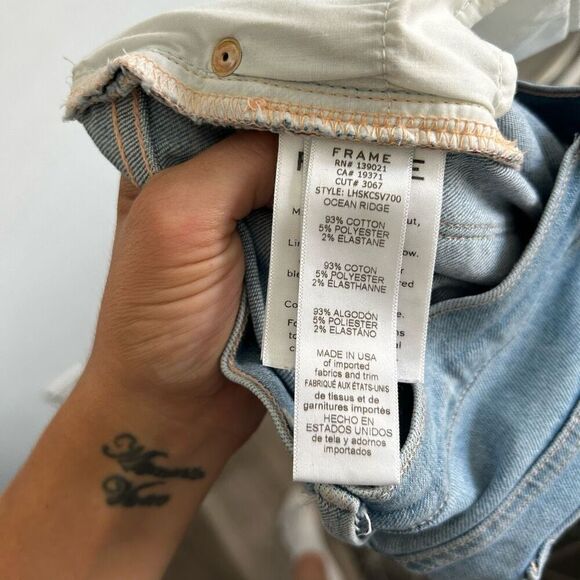 FRAME
RN# 139021
CA# 19371
CUT# 3067
STYLE: LHSKCSV700
OCEAN RIDGE
93% COTTON
5% POLYESTER
2% ELASTANE
93% COTON
5% POLYESTER
2% ÉLASTHANNE
93% ALGODÓN
5% POLIESTER
2% ELASTANO
MADE IN USA
of imported
fabrics and trim
FABRIQUÉ AUX ÉTATS-UNIS
de tissus et de
garnitures importés
HECHO EN
ESTADOS UNIDOS
de tela y adornos
importados